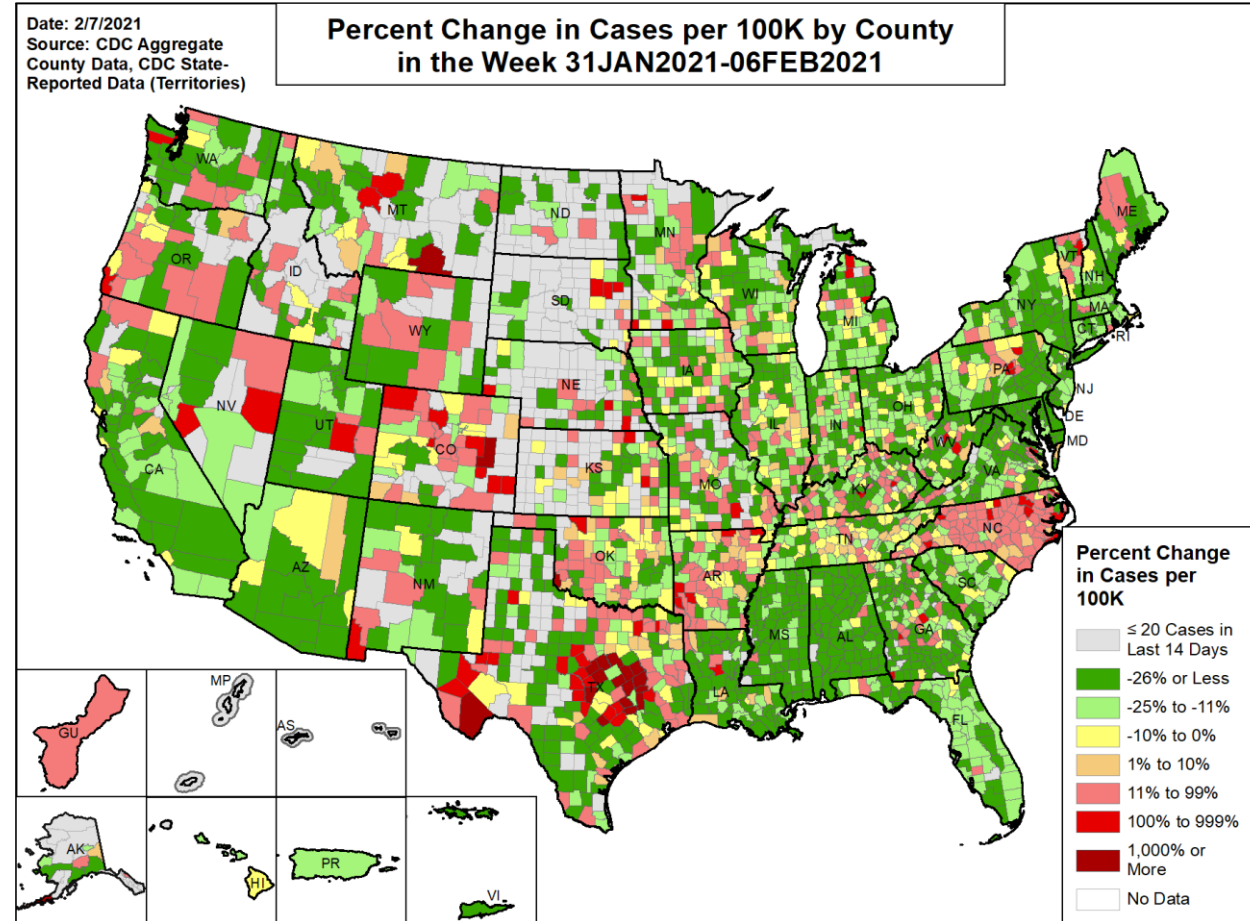 Date: 2/7/2021
Source: CDC Aggregate
County Data, CDC State-
Reported Data (Territories)
Percent Change in Cases per 100K by County
in the Week 31JAN2021-06FEB2021
WA
MT
ND
MN
ME
OR
ID
SD
WI
MI
VT
NH
NY
MA
CT
RI
WY
IA
NE
PA
NJ
NV
UT
CO
IL
IN
OH
DE
MD
WV
VA
CA
KS
MO
KY
NC
TN
AZ
NM
OK
AR
SC
MS
AL
GA
TX
LA
FL
GU
MP
AS
AK
HI
PR
VI
Percent Change
in Cases per
100K
≤ 20 Cases in
Last 14 Days
-26% or Less
-25% to -11%
-10% to 0%
1% to 10%
11% to 99%
100% to 999%
1,000% or
More
No Data